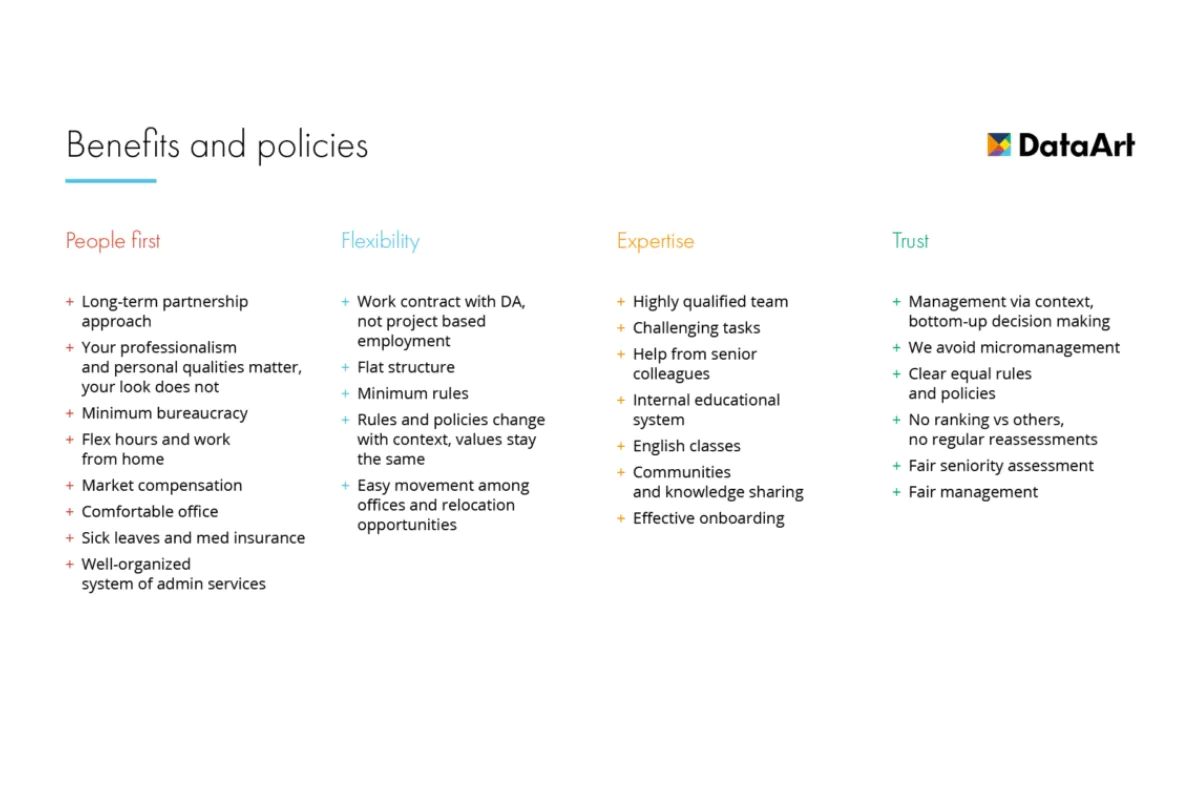 Benefits and policies
DataArt
People first
+ Long-term partnership
approach
+ Your professionalism
and personal qualities matter,
your look does not
+ Minimum bureaucracy
+ Flex hours and work
from home
+ Market compensation
+ Comfortable office
+ Sick leaves and med insurance
+ Well-organized
system of admin services
Flexibility
+ Work contract with DA,
not project based
employment
+ Flat structure
+ Minimum rules
+ Rules and policies change
with context, values stay
the same
+ Easy movement among
offices and relocation
opportunities
Expertise
+ Highly qualified team
+ Challenging tasks
+ Help from senior
colleagues
+ Internal educational
system
+ English classes
+ Communities
and knowledge sharing
+ Effective onboarding
Trust
+ Management via context,
bottom-up decision making
+ We avoid micromanagement
+ Clear equal rules
and policies
+ No ranking vs others,
no regular reassessments
+ Fair seniority assessment
+ Fair management